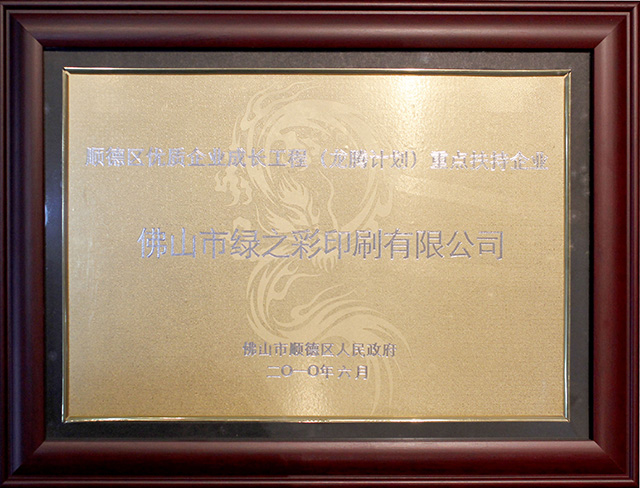 顺德区优质企业成长工程（龙腾计划）重点扶持企业
佛山市绿之彩印刷有限公司
佛山市顺德区人民政府
二〇一〇年六月